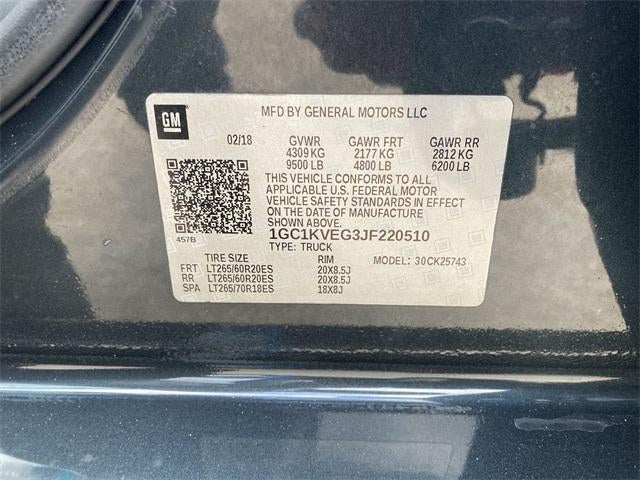 GM
MFD BY GENERAL MOTORS LLC
02/18 GVWR GAWR FRT GAWR RR
4309 KG 2177 KG 2812 KG
9500 LB 4800 LB 6200 LB
THIS VEHICLE CONFORMS TO ALL
APPLICABLE U.S. FEDERAL MOTOR
VEHICLE SAFETY STANDARDS IN EFFECT
ON THE DATE OF MANUFACTURE
SHOWN ABOVE.
457B
1GC1KVEG3JF220510
TYPE: TRUCK MODEL: 30CK25743
TIRE SIZE RIM
FRT LT265/60R20ES 20X8.5J
RR LT265/60R20ES 20X8.5J
SPA LT265/70R18ES 18X8J